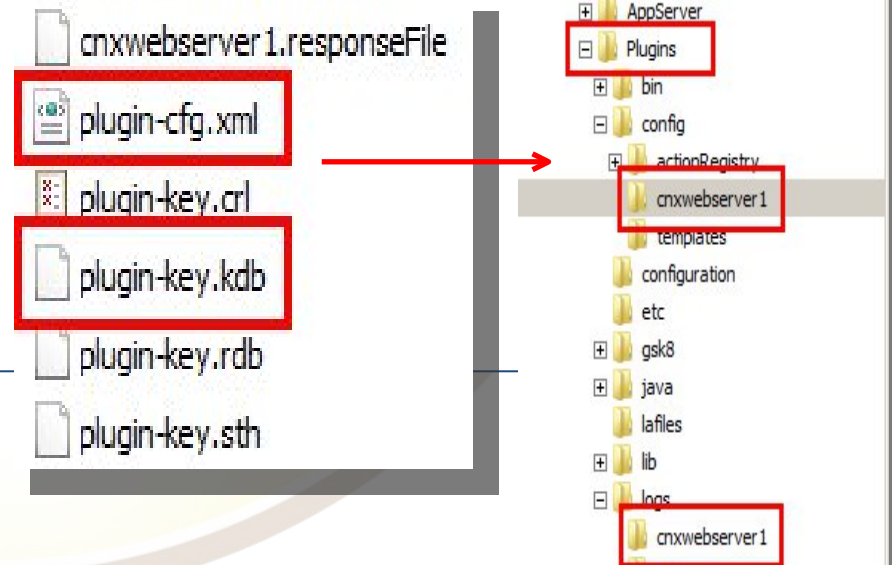 cnxwebserver1.responseFile
plugin-cfg.xml
plugin-key.crl
plugin-key.kdb
plugin-key.rdb
plugin-key.sth
AppServer
Plugins
bin
config
actionRegistry
cnxwebserver1
templates
configuration
etc
gsk8
java
lafiles
lib
logs
cnxwebserver1